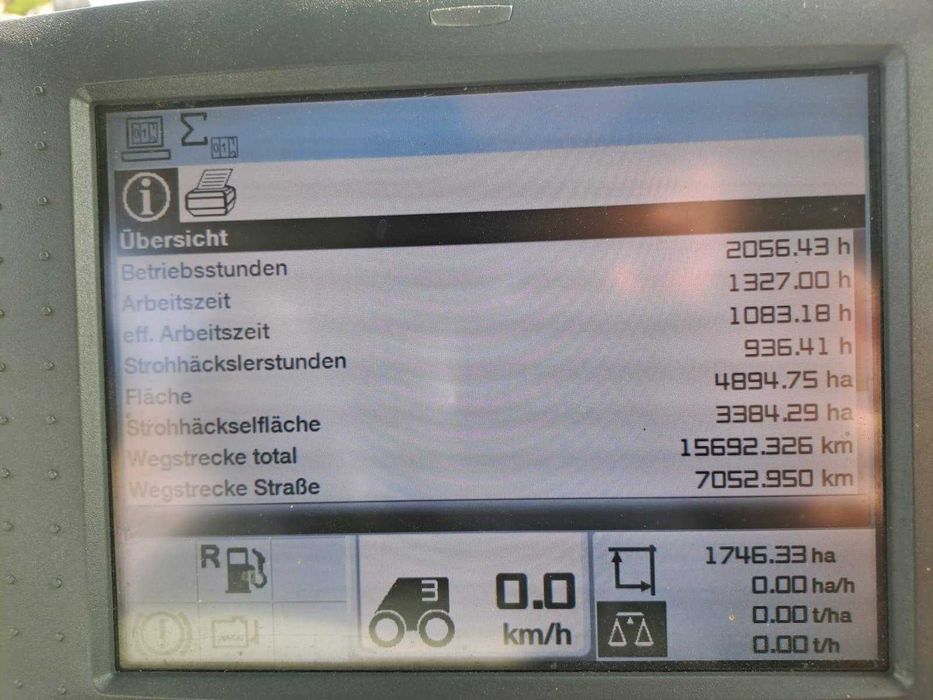 Übersicht
Betriebsstunden 2056.43 h
Arbeitszeit 1327.00 h
eff. Arbeitszeit 1083.18 h
Strohhäckslerstunden 936.41 h
Fläche 4894.75 ha
Strohhäckselfläche 3384.29 ha
Wegstrecke total 15692.326 km
Wegstrecke Straße 7052.950 km
R
3
0.0
km/h
1746.33 ha
0.00 ha/h
0.00 t/ha
0.00 t/h